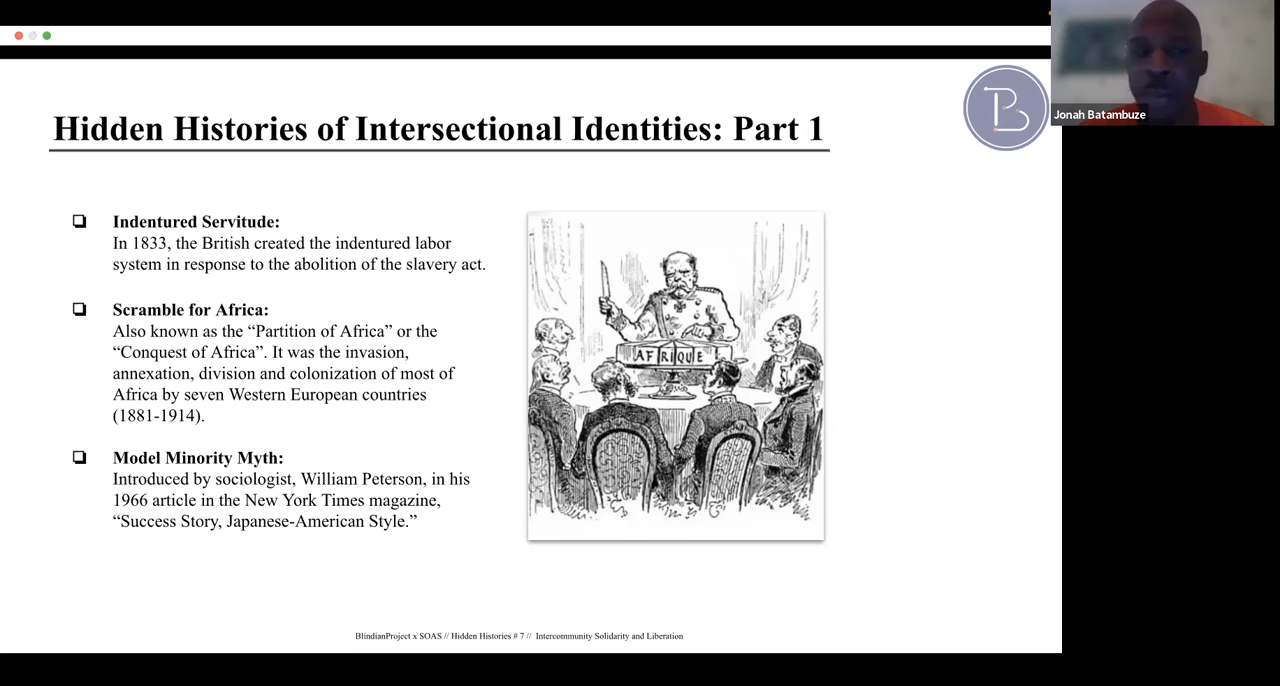 Jonah Batambuze
Hidden Histories of Intersectional Identities: Part 1
Indentured Servitude:
In 1833, the British created the indentured labor
system in response to the abolition of the slavery act.
Scramble for Africa:
Also known as the “Partition of Africa” or the
“Conquest of Africa”. It was the invasion,
annexation, division and colonization of most of
Africa by seven Western European countries
(1881-1914).
Model Minority Myth:
Introduced by sociologist, William Peterson, in his
1966 article in the New York Times magazine,
“Success Story, Japanese-American Style.”
AFRIQUE
BlindianProject x SOAS // Hidden Histories # 7 // Intercommunity Solidarity and Liberation